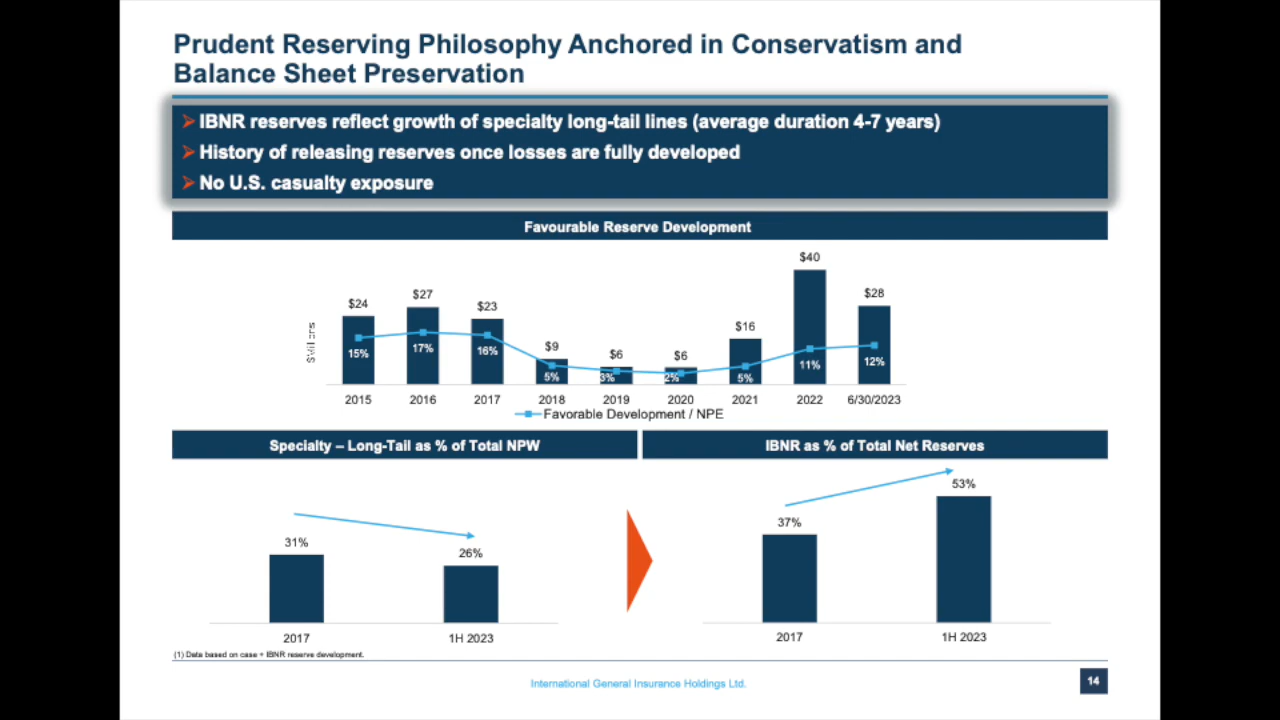 Prudent Reserving Philosophy Anchored in Conservatism and
Balance Sheet Preservation
IBNR reserves reflect growth of specialty long-tail lines (average duration 4-7 years)
History of releasing reserves once losses are fully developed
No U.S. casualty exposure
Favourable Reserve Development
$Millions
$24 $27 $23 $9 $6 $6 $16 $40 $28
15% 17% 16% 5% 3% 2% 5% 11% 12%
2015 2016 2017 2018 2019 2020 2021 2022 6/30/2023
Favorable Development / NPE
Specialty – Long-Tail as % of Total NPW
31% 26%
2017 1H 2023
IBNR as % of Total Net Reserves
37% 53%
2017 1H 2023
(1) Data based on case + IBNR reserve development.
International General Insurance Holdings Ltd.
14